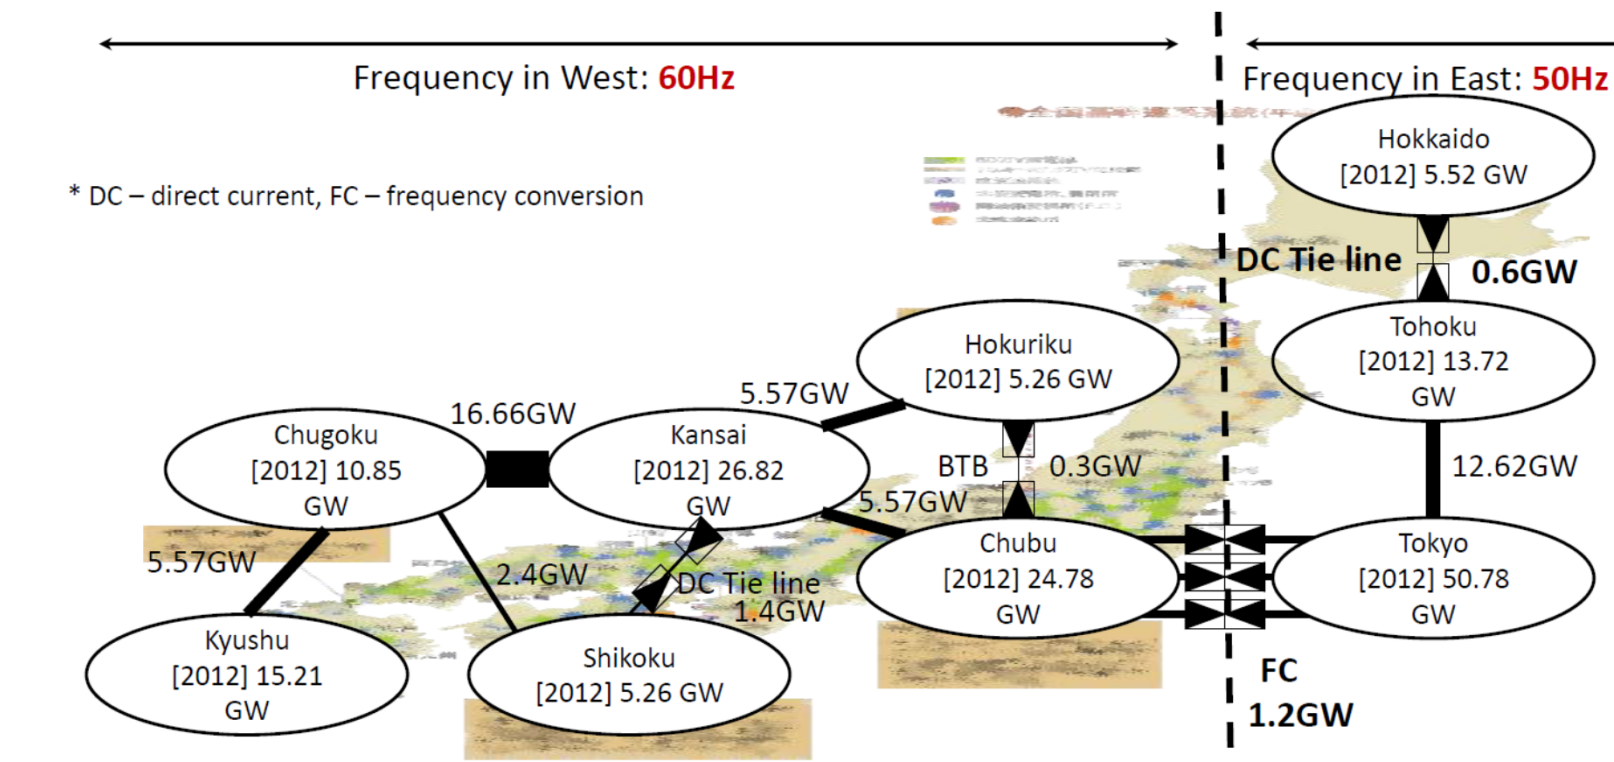 Frequency in West: 60Hz
Frequency in East: 50Hz
* DC – direct current, FC – frequency conversion
Hokkaido
[2012] 5.52 GW
DC Tie line
0.6GW
Tohoku
[2012] 13.72
GW
Hokuriku
[2012] 5.26 GW
5.57GW
16.66GW
Chugoku
[2012] 10.85
GW
Kansai
[2012] 26.82
GW
BTB
0.3GW
12.62GW
5.57GW
Chubu
[2012] 24.78
GW
Tokyo
[2012] 50.78
GW
5.57GW
2.4GW
DC Tie line
1.4GW
Kyushu
[2012] 15.21
GW
Shikoku
[2012] 5.26 GW
FC
1.2GW